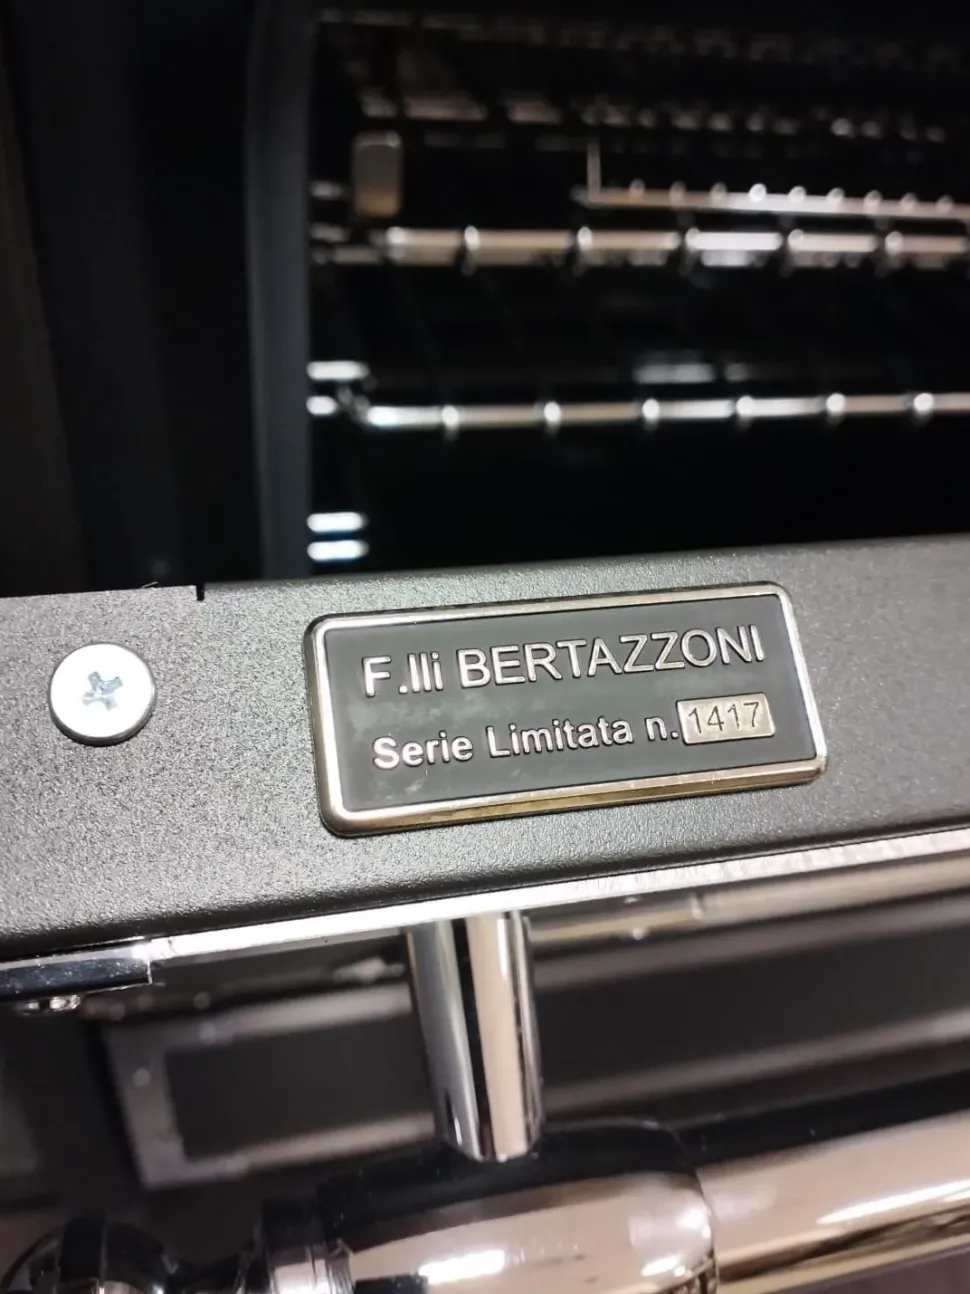 F.lli BERTAZZONI
Serie Limitata n. 1417